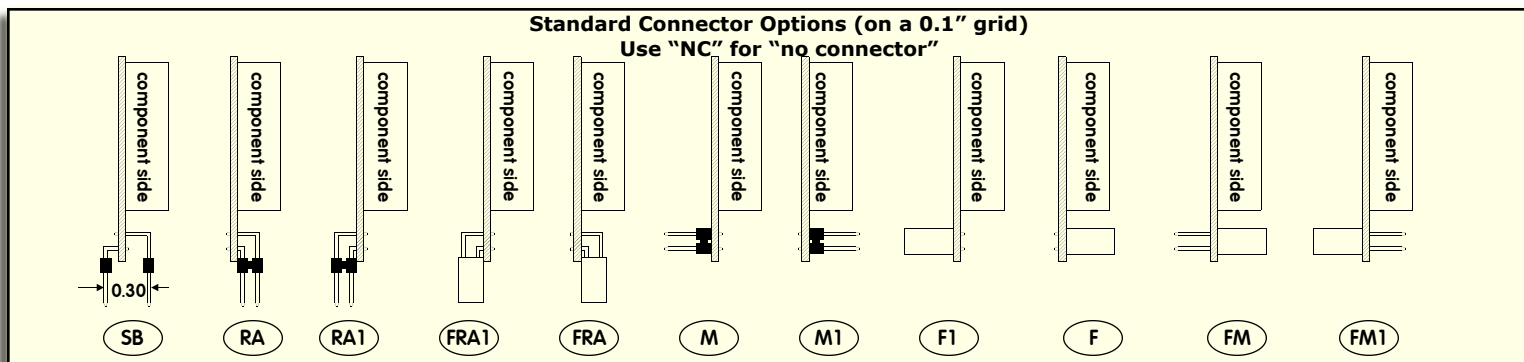 Standard Connector Options (on a 0.1” grid)
Use “NC” for “no connector”
component side
component side
component side
component side
component side
component side
component side
component side
component side
component side
component side
0.30
SB
RA
RA1
FRA1
FRA
M
M1
F1
F
FM
FM1